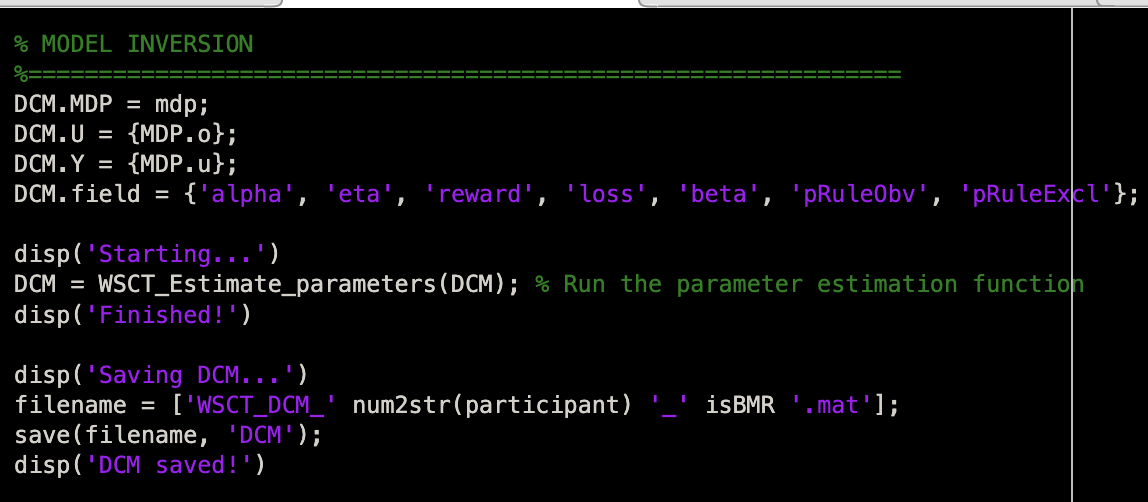 % MODEL INVERSION
%==============================================================
DCM.MDP = mdp;
DCM.U = {MDP.o};
DCM.Y = {MDP.u};
DCM.field = {'alpha', 'eta', 'reward', 'loss', 'beta', 'pRuleObv', 'pRuleExcl'};
disp('Starting...')
DCM = WSCT_Estimate_parameters(DCM); % Run the parameter estimation function
disp('Finished!')
disp('Saving DCM...')
filename = ['WSCT_DCM_' num2str(participant) '_' isBMR '.mat'];
save(filename, 'DCM');
disp('DCM saved!')